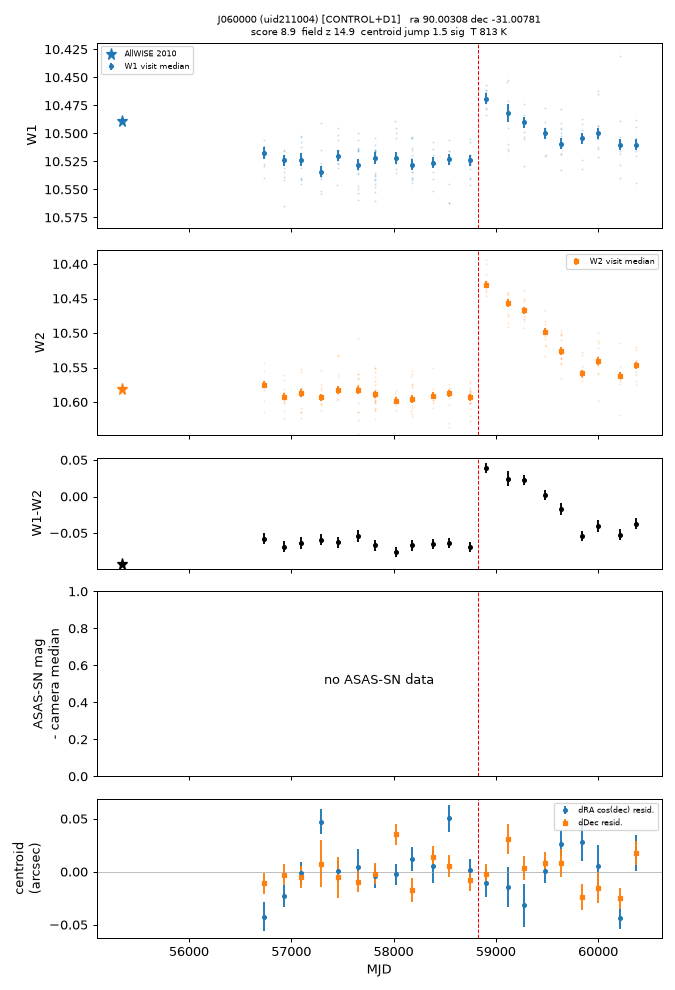 J060000 (uid211004) [CONTROL+D1] ra 90.00308 dec -31.00781
score 8.9 field z 14.9 centroid jump 1.5 sig T 813 K
10.425
10.450
10.475
10.500
10.525
10.550
10.575
W1
AllWISE 2010
W1 visit median
10.40
10.45
10.50
10.55
10.60
W2
W2 visit median
0.05
0.00
−0.05
W1-W2
1.0
0.8
0.6
0.4
0.2
0.0
ASAS-SN mag
- camera median
no ASAS-SN data
0.05
0.00
−0.05
centroid
(arcsec)
dRA cos(dec) resid.
dDec resid.
56000 57000 58000 59000 60000
MJD